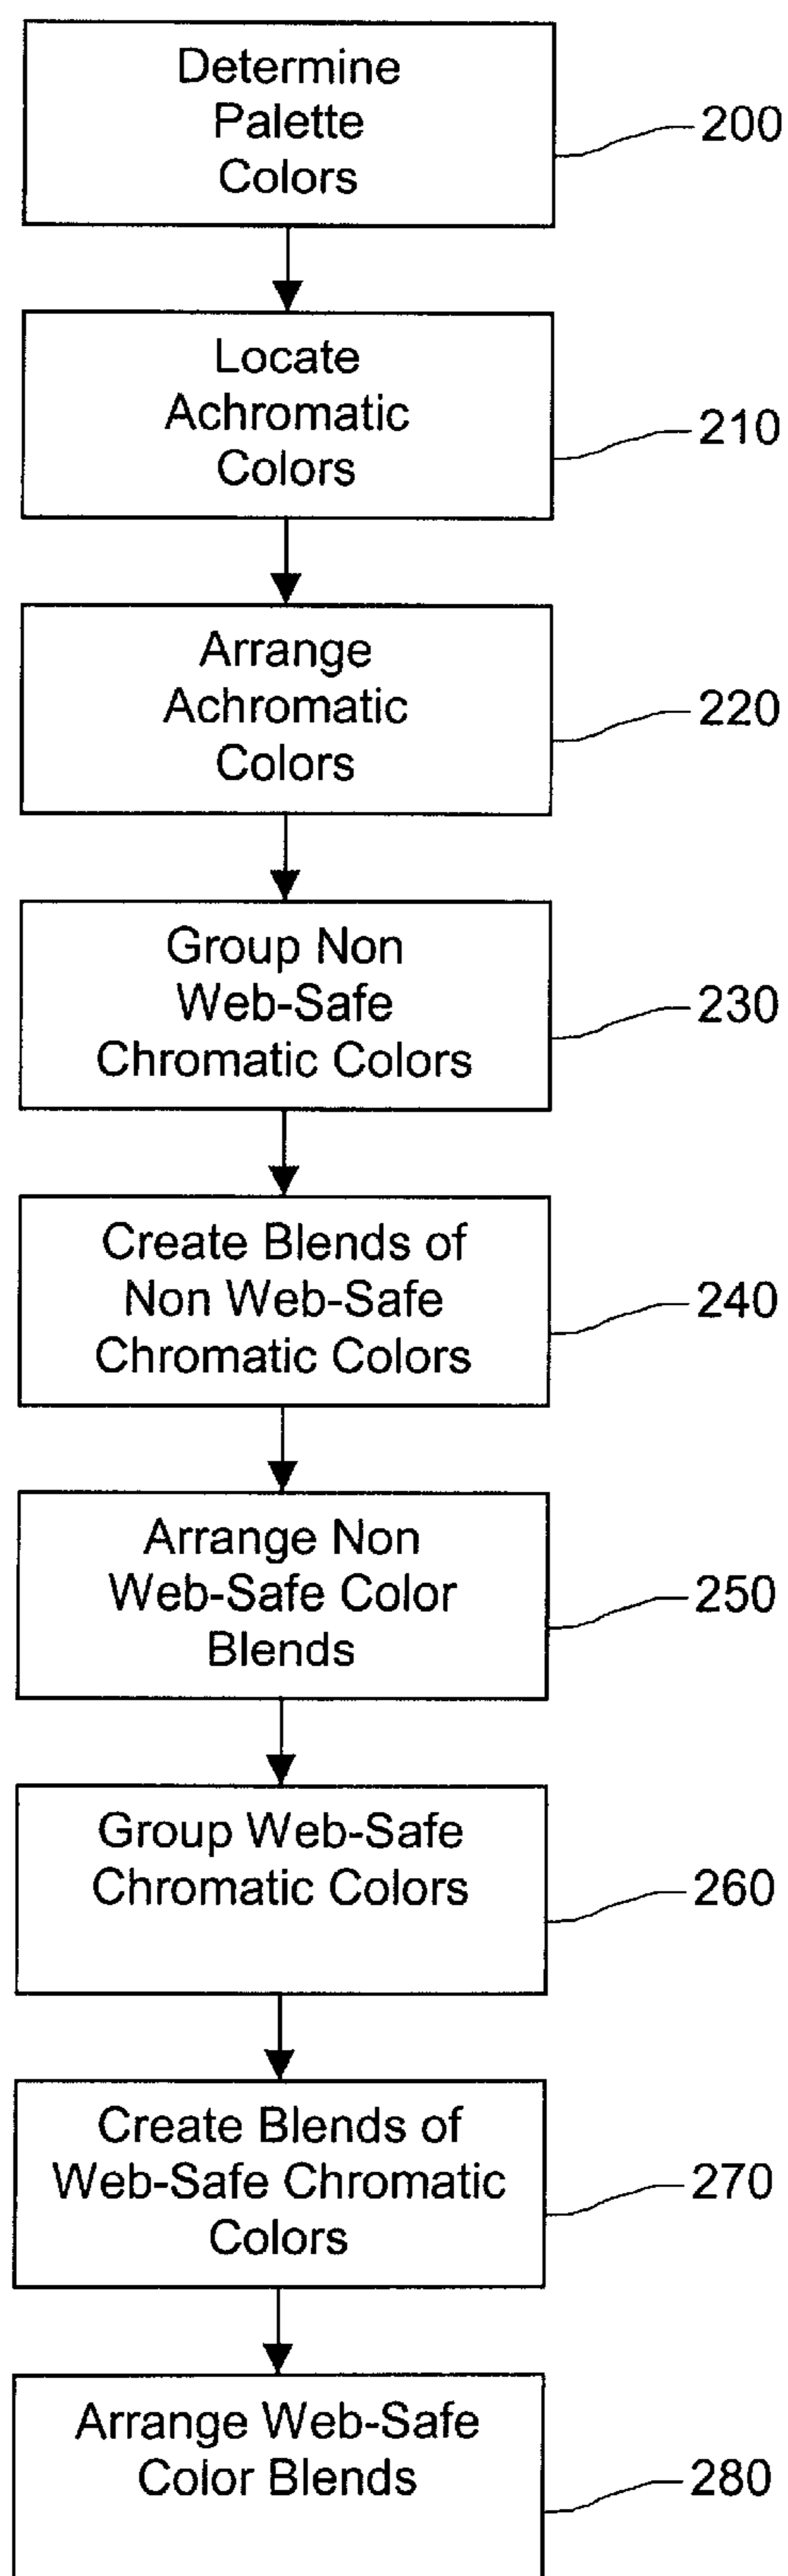 Determine
Palette
Colors
200
Locate
Achromatic
Colors
210
Arrange
Achromatic
Colors
220
Group Non
Web-Safe
Chromatic Colors
230
Create Blends of
Non Web-Safe
Chromatic Colors
240
Arrange Non
Web-Safe Color
Blends
250
Group Web-Safe
Chromatic Colors
260
Create Blends of
Web-Safe Chromatic
Colors
270
Arrange Web-Safe
Color Blends
280